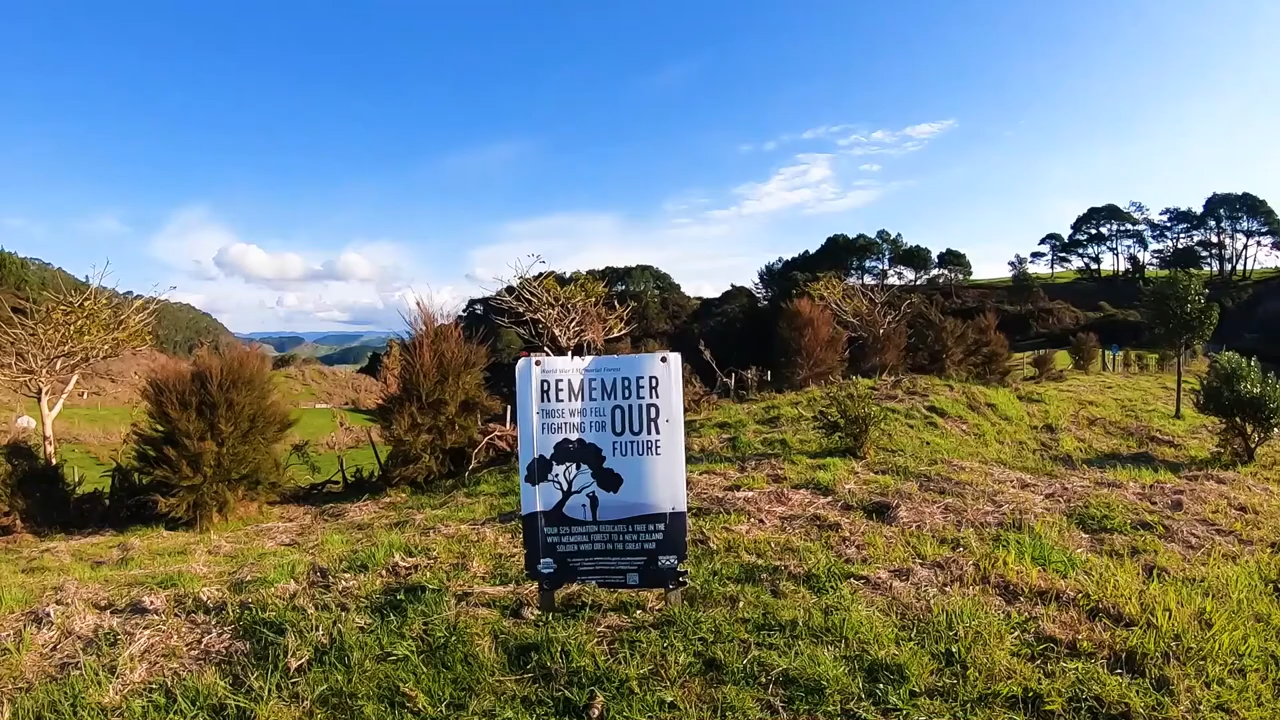 World War I Memorial Forest
REMEMBER
THOSE WHO FELL
FIGHTING FOR OUR
FUTURE
YOUR $25 DONATION DEDICATES A TREE IN THE
WWI MEMORIAL FOREST TO A NEW ZEALAND
SOLDIER WHO DIED IN THE GREAT WAR